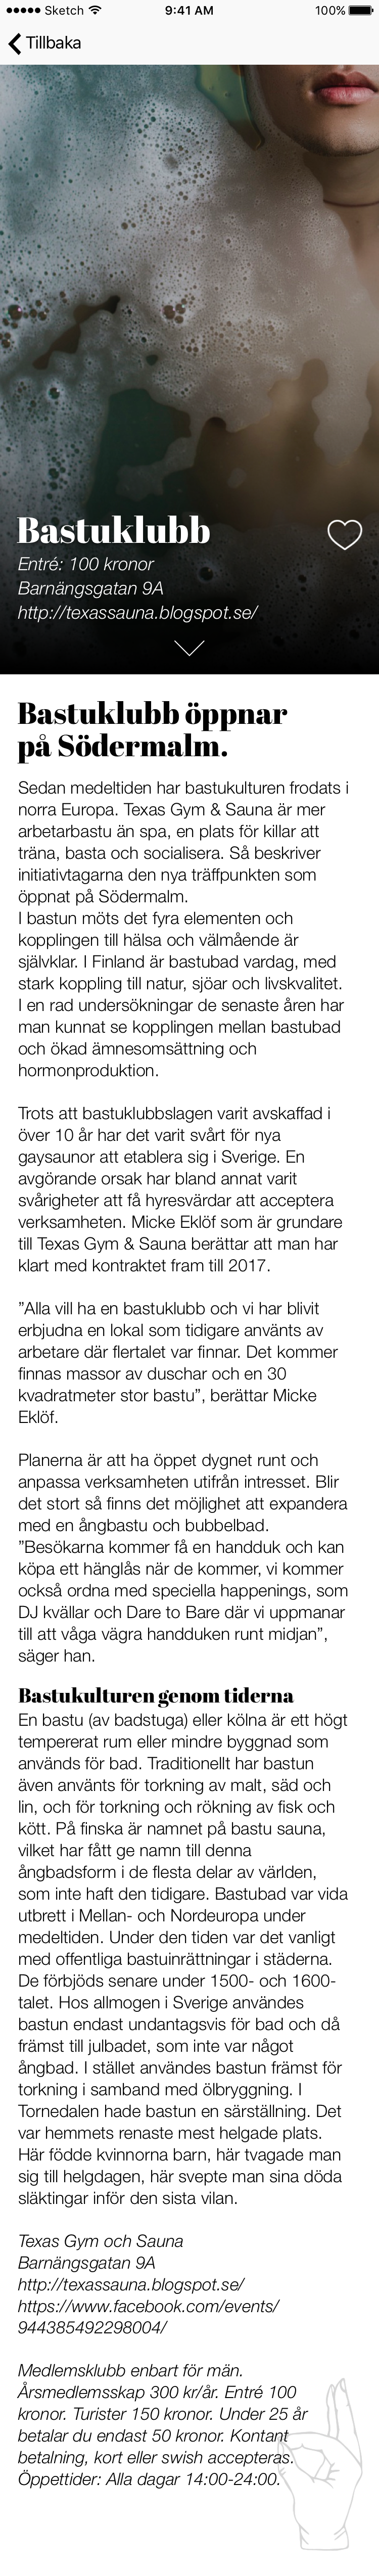 Sketch 9:41 AM 100%
Tillbaka
Bastuklubb
Entré: 100 kronor
Barnängsgatan 9A
http://texassauna.blogspot.se/
Bastuklubb öppnar
på Södermalm.
Sedan medeltiden har bastukulturen frodats i
norra Europa. Texas Gym & Sauna är mer
arbetarbastu än spa, en plats för killar att
träna, basta och socialisera. Så beskriver
initiativtagarna den nya träffpunkten som
öppnat på Södermalm.
I bastun möts det fyra elementen och
kopplingen till hälsa och välmående är
självklar. I Finland är bastubad vardag, med
stark koppling till natur, sjöar och livskvalitet.
I en rad undersökningar de senaste åren har
man kunnat se kopplingen mellan bastubad
och ökad ämnesomsättning och
hormonproduktion.
Trots att bastuklubbslagen varit avskaffad i
över 10 år har det varit svårt för nya
gaysaunor att etablera sig i Sverige. En
avgörande orsak har bland annat varit
svårigheter att få hyresvärdar att acceptera
verksamheten. Micke Eklöf som är grundare
till Texas Gym & Sauna berättar att man har
klart med kontraktet fram till 2017.
”Alla vill ha en bastuklubb och vi har blivit
erbjudna en lokal som tidigare använts av
arbetare där flertalet var finnar. Det kommer
finnas massor av duschar och en 30
kvadratmeter stor bastu”, berättar Micke
Eklöf.
Planerna är att ha öppet dygnet runt och
anpassa verksamheten utifrån intresset. Blir
det stort så finns det möjlighet att expandera
med en ångbastu och bubbelbad.
”Besökarna kommer få en handduk och kan
köpa ett hänglås när de kommer, vi kommer
också ordna med speciella happenings, som
DJ kvällar och Dare to Bare där vi uppmanar
till att våga vägra handduken runt midjan”,
säger han.
Bastukulturen genom tiderna
En bastu (av badstuga) eller kölna är ett högt
tempererat rum eller mindre byggnad som
används för bad. Traditionellt har bastun
även använts för torkning av malt, säd och
lin, och för torkning och rökning av fisk och
kött. På finska är namnet på bastu sauna,
vilket har fått ge namn till denna
ångbadsform i de flesta delar av världen,
som inte haft den tidigare. Bastubad var vida
utbrett i Mellan- och Nordeuropa under
medeltiden. Under den tiden var det vanligt
med offentliga bastuinrättningar i städerna.
De förbjöds senare under 1500- och 1600-
talet. Hos allmogen i Sverige användes
bastun endast undantagsvis för bad och då
främst till julbadet, som inte var något
ångbad. I stället användes bastun främst för
torkning i samband med ölbryggning. I
Tornedalen hade bastun en särställning. Det
var hemmets renaste mest helgade plats.
Här födde kvinnorna barn, här tvagade man
sig till helgdagen, här svepte man sina döda
släktingar inför den sista vilan.
Texas Gym och Sauna
Barnängsgatan 9A
http://texassauna.blogspot.se/
https://www.facebook.com/events/
944385492298004/
Medlemsklubb enbart för män.
Årsmedlemsskap 300 kr/år. Entré 100
kronor. Turister 150 kronor. Under 25 år
betalar du endast 50 kronor. Kontant
betalning, kort eller swish accepteras.
Öppettider: Alla dagar 14:00-24:00.